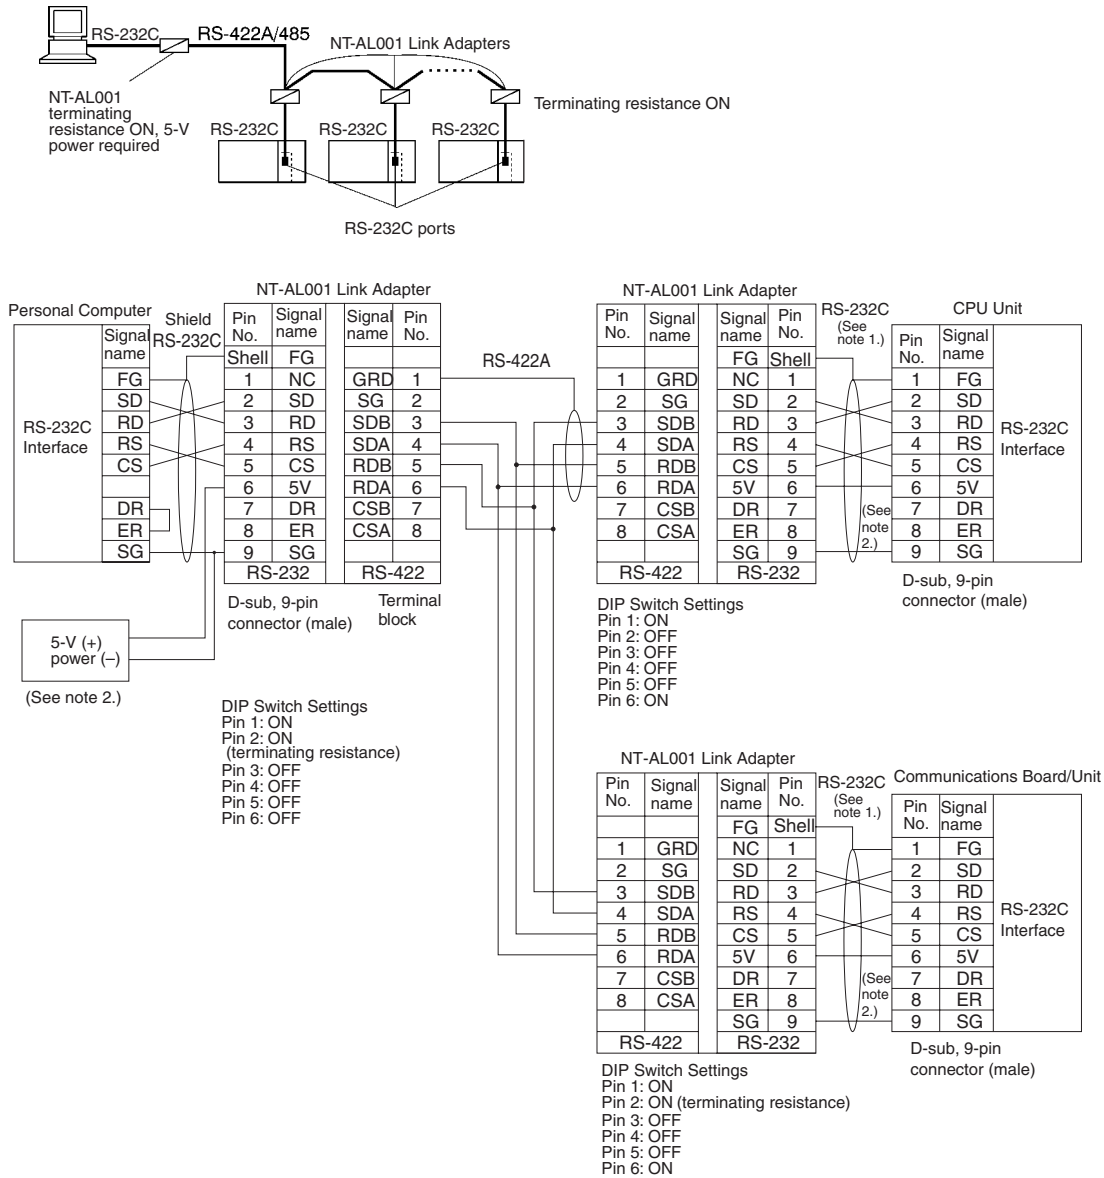 RS-232C RS-422A/485
NT-AL001 Link Adapters
NT-AL001
terminating
resistance ON, 5-V
power required
Terminating resistance ON
RS-232C RS-232C RS-232C
RS-232C ports
Personal Computer
RS-232C
Interface
Signal
name
FG
SD
RD
RS
CS
DR
ER
SG
Shield
RS-232C
5-V (+)
power (–)
(See note 2.)
NT-AL001 Link Adapter
Pin No. Signal name Signal name Pin No.
Shell FG
1 NC GRD 1
2 SD SG 2
3 RD SDB 3
4 RS SDA 4
5 CS RDB 5
6 5V RDA 6
7 DR CSB 7
8 ER CSA 8
9 SG
RS-232 RS-422
D-sub, 9-pin
connector (male)
Terminal
block
DIP Switch Settings
Pin 1: ON
Pin 2: ON
(terminating resistance)
Pin 3: OFF
Pin 4: OFF
Pin 5: OFF
Pin 6: OFF
RS-422A
NT-AL001 Link Adapter
Pin No. Signal name Signal name Pin No.
FG Shell
1 GRD NC 1
2 SG SD 2
3 SDB RD 3
4 SDA RS 4
5 RDB CS 5
6 RDA 5V 6
7 CSB DR 7
8 CSA ER 8
SG 9
RS-422 RS-232
DIP Switch Settings
Pin 1: ON
Pin 2: OFF
Pin 3: OFF
Pin 4: OFF
Pin 5: OFF
Pin 6: ON
RS-232C
(See
note 1.)
(See
note
2.)
CPU Unit
Pin No. Signal name
1 FG
2 SD
3 RD
4 RS
5 CS
6 5V
7 DR
8 ER
9 SG
RS-232C
Interface
D-sub, 9-pin
connector (male)
NT-AL001 Link Adapter
Pin No. Signal name Signal name Pin No.
FG Shell
1 GRD NC 1
2 SG SD 2
3 SDB RD 3
4 SDA RS 4
5 RDB CS 5
6 RDA 5V 6
7 CSB DR 7
8 CSA ER 8
SG 9
RS-422 RS-232
DIP Switch Settings
Pin 1: ON
Pin 2: ON (terminating resistance)
Pin 3: OFF
Pin 4: OFF
Pin 5: OFF
Pin 6: ON
RS-232C
(See
note 1.)
(See
note
2.)
Communications Board/Unit
Pin No. Signal name
1 FG
2 SD
3 RD
4 RS
5 CS
6 5V
7 DR
8 ER
9 SG
RS-232C
Interface
D-sub, 9-pin
connector (male)